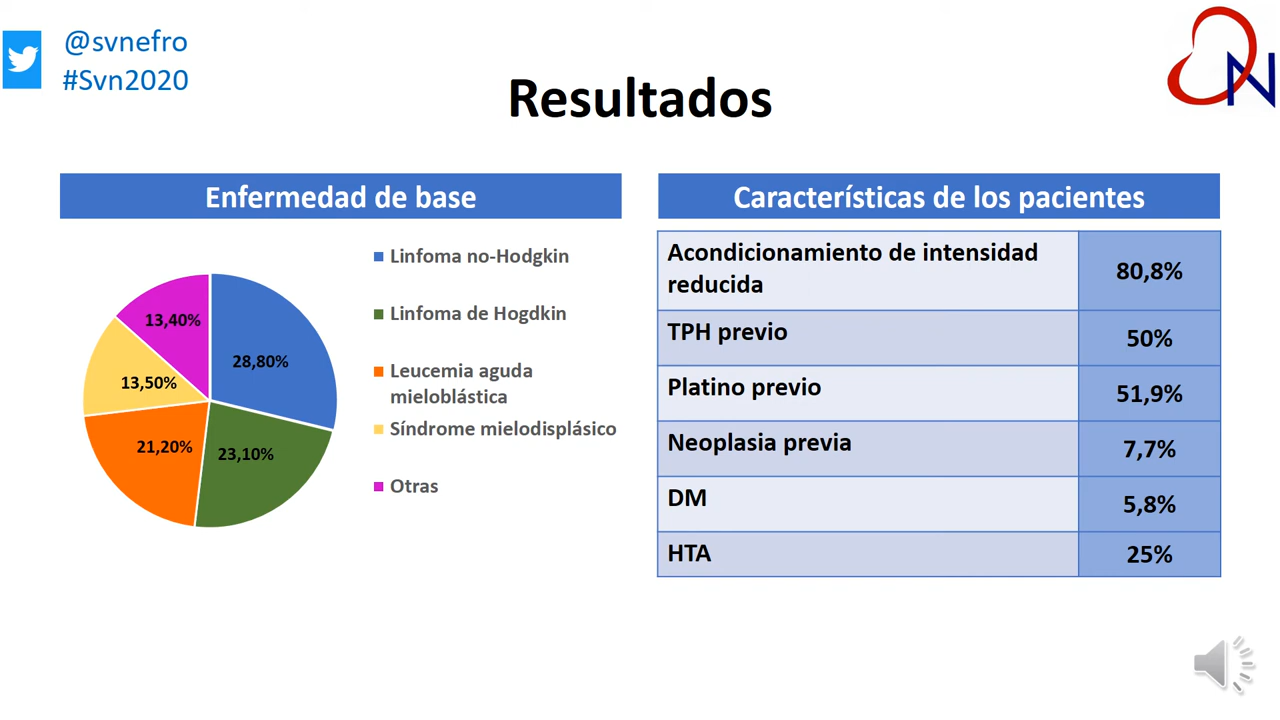 @svnefro
#Svn2020
N
Resultados
Enfermedad de base
Linfoma no-Hodgkin
Linfoma de Hogdkin
Leucemia aguda
mieloblástica
Síndrome mielodisplásico
Otras
28,80%
23,10%
21,20%
13,50%
13,40%
Características de los pacientes
Acondicionamiento de intensidad
reducida
80,8%
TPH previo
50%
Platino previo
51,9%
Neoplasia previa
7,7%
DM
5,8%
HTA
25%